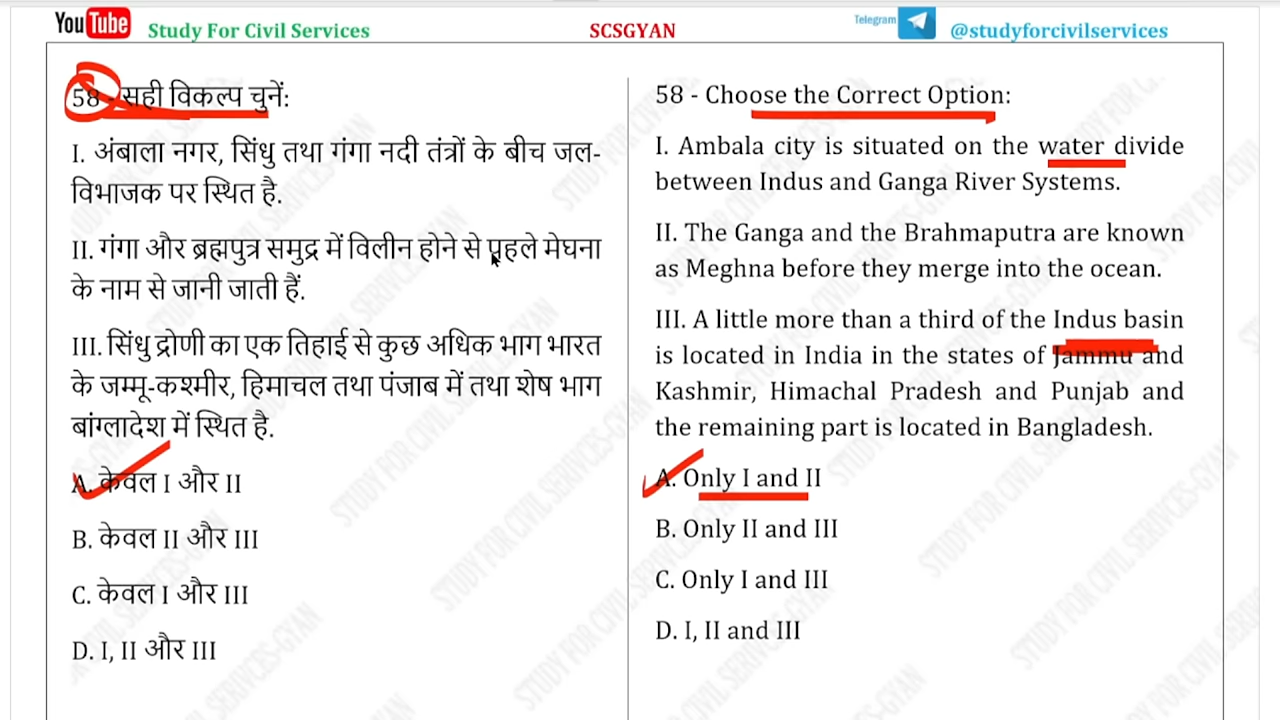 YouTube Study For Civil Services SCSGYAN Telegram @studyforcivilservices
58 - सही विकल्प चुनें:
I. अंबाला नगर, सिंधु तथा गंगा नदी तंत्रों के बीच जल-
विभाजक पर स्थित है.
II. गंगा और ब्रह्मपुत्र समुद्र में विलीन होने से पहले मेघना
के नाम से जानी जाती हैं.
III. सिंधु द्रोणी का एक तिहाई से कुछ अधिक भाग भारत
के जम्मू-कश्मीर, हिमाचल तथा पंजाब में तथा शेष भाग
बांग्लादेश में स्थित है.
A. केवल I और II
B. केवल II और III
C. केवल I और III
D. I, II और III
58 - Choose the Correct Option:
I. Ambala city is situated on the water divide
between Indus and Ganga River Systems.
II. The Ganga and the Brahmaputra are known
as Meghna before they merge into the ocean.
III. A little more than a third of the Indus basin
is located in India in the states of Jammu and
Kashmir, Himachal Pradesh and Punjab and
the remaining part is located in Bangladesh.
A. Only I and II
B. Only II and III
C. Only I and III
D. I, II and III